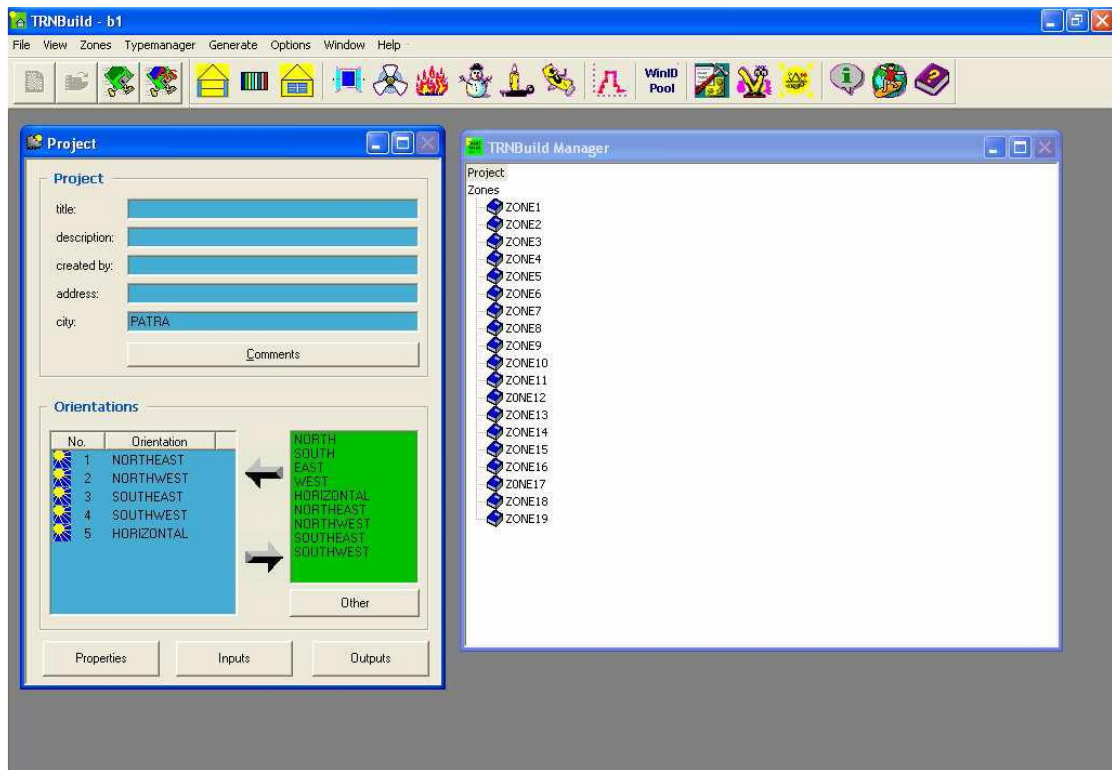 TRNBuild - b1
File View Zones Typemanager Generate Options Window Help
WinID
Pool
Project
Project
title:
description:
created by:
address:
city: PATRA
Comments
Orientations
No. Orientation
1 NORTHEAST
2 NORTHWEST
3 SOUTHEAST
4 SOUTHWEST
5 HORIZONTAL
NORTH
SOUTH
EAST
WEST
HORIZONTAL
NORTHEAST
NORTHWEST
SOUTHEAST
SOUTHWEST
Other
Properties Inputs Outputs
TRNBuild Manager
Project
Zones
ZONE1
ZONE2
ZONE3
ZONE4
ZONE5
ZONE6
ZONE7
ZONE8
ZONE9
ZONE10
ZONE11
ZONE12
ZONE13
ZONE14
ZONE15
ZONE16
ZONE17
ZONE18
ZONE19